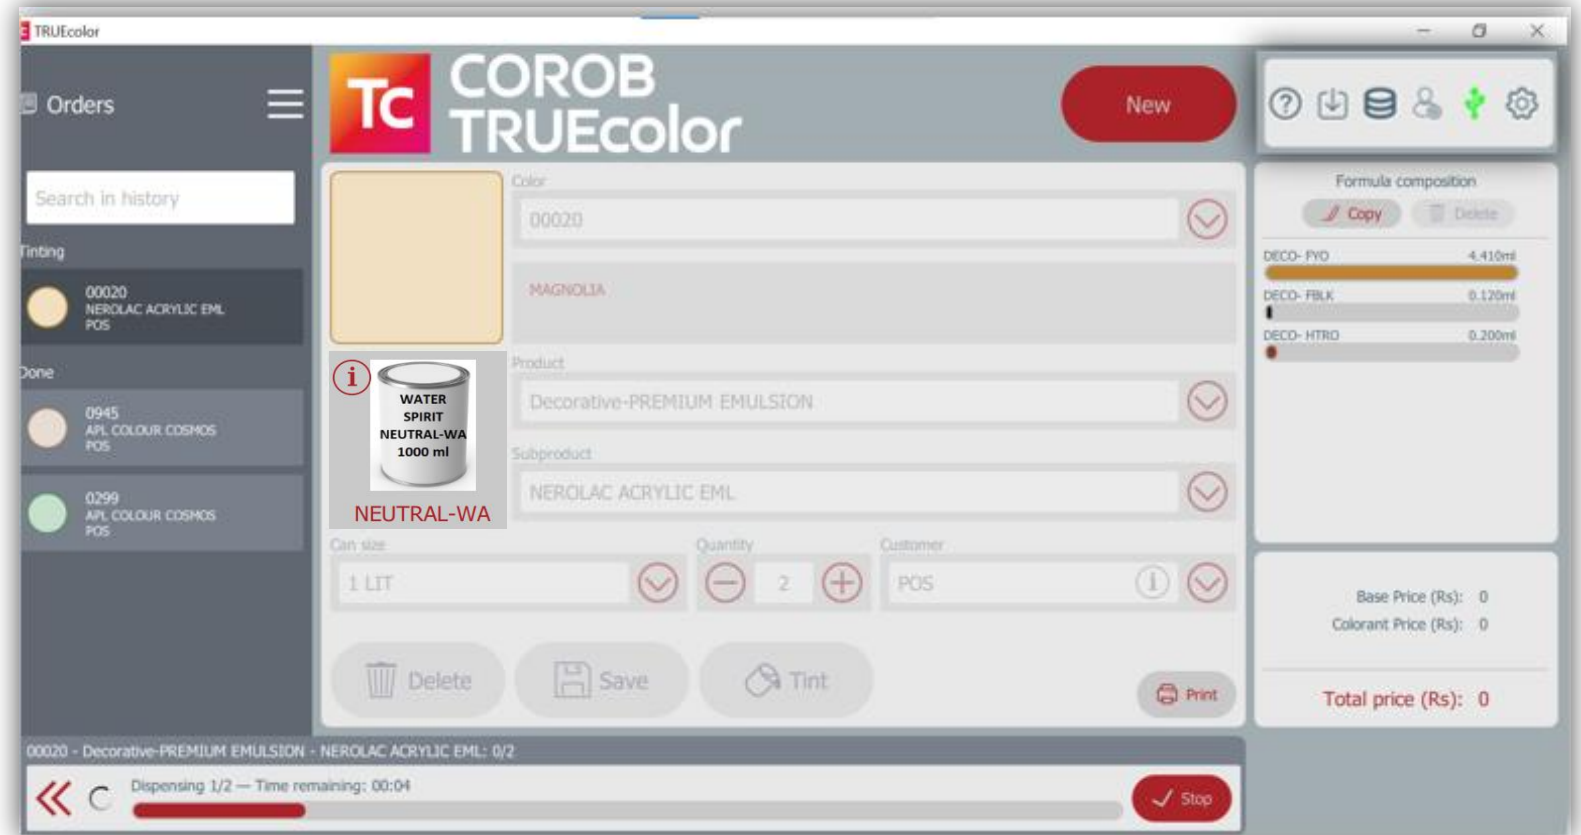 TRUEcolor
Orders
Search in history
Tinting
00020
NEROLAC ACRYLIC EML
POS
Done
0945
APL COLOUR COSMOS
POS
0299
APL COLOUR COSMOS
POS
TC COROB
TRUEcolor
New
Color
00020
MAGNOLIA
WATER
SPIRIT
NEUTRAL-WA
1000 ml
NEUTRAL-WA
Product
Decorative-PREMIUM EMULSION
Subproduct
NEROLAC ACRYLIC EML
Can size
1 LIT
Quantity
2
Customer
POS
Delete
Save
Tint
Print
Formula composition
Copy
Delete
DECO- FYO 4.410ml
DECO- FBLK 0.120ml
DECO- HTRO 0.200ml
Base Price (Rs): 0
Colorant Price (Rs): 0
Total price (Rs): 0
00020 - Decorative-PREMIUM EMULSION - NEROLAC ACRYLIC EML: 0/2
Dispensing 1/2 — Time remaining: 00:04
Stop